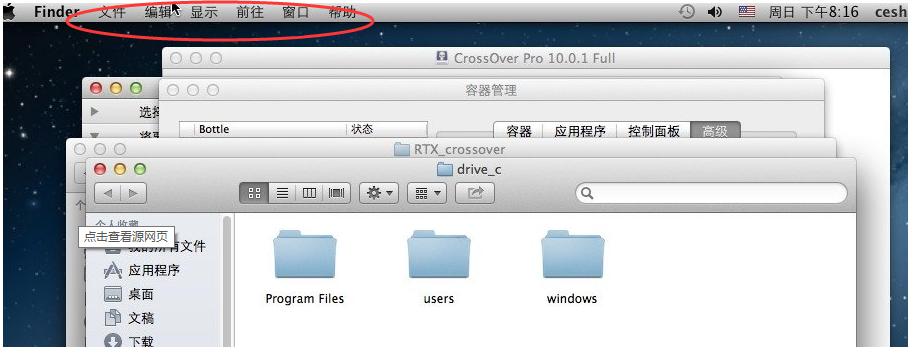 Finder 文件 编辑 显示 前往 窗口 帮助 周日 下午8:16 cesh
CrossOver Pro 10.0.1 Full
容器管理
选择
Bottle 状态 容器 应用程序 控制面板 高级
RTX_crossover
drive_c
个人收藏
点击查看源网页
我的所有文件
应用程序
桌面
文稿
下载
Program Files users windows